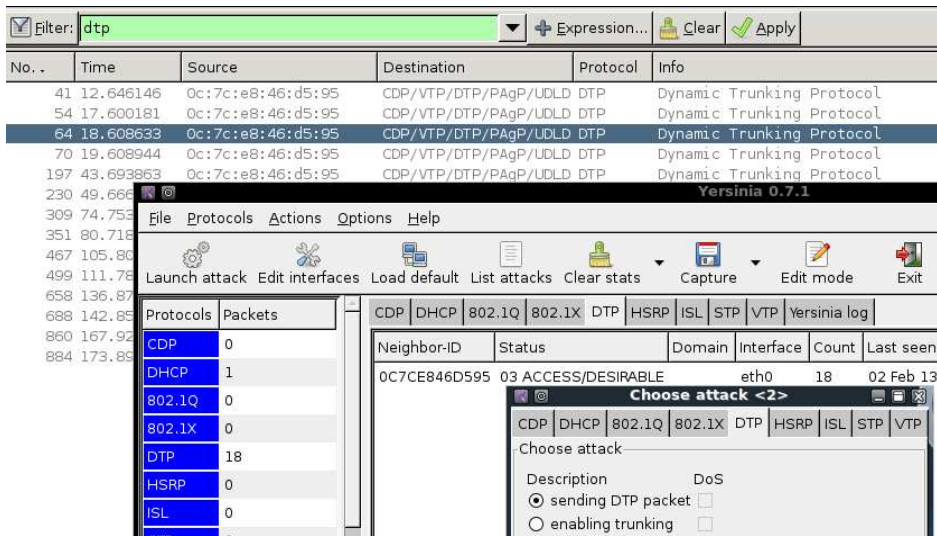 Filter: dtp Expression... Clear Apply
No.. Time Source Destination Protocol Info
41 12.646146 0c:7c:e8:46:d5:95 CDP/VTP/DTP/PAgP/UDLD DTP Dynamic Trunking Protocol
54 17.600181 0c:7c:e8:46:d5:95 CDP/VTP/DTP/PAgP/UDLD DTP Dynamic Trunking Protocol
64 18.608633 0c:7c:e8:46:d5:95 CDP/VTP/DTP/PAgP/UDLD DTP Dynamic Trunking Protocol
70 19.608944 0c:7c:e8:46:d5:95 CDP/VTP/DTP/PAgP/UDLD DTP Dynamic Trunking Protocol
197 43.693863 0c:7c:e8:46:d5:95 CDP/VTP/DTP/PAgP/UDLD DTP Dynamic Trunking Protocol
230 49.666
309 74.753
351 80.718
467 105.80
499 111.78
658 136.87
688 142.85
860 167.92
884 173.89
Yersinia 0.7.1
File Protocols Actions Options Help
Launch attack Edit interfaces Load default List attacks Clear stats Capture Edit mode Exit
Protocols Packets
CDP 0
DHCP 1
802.1Q 0
802.1X 0
DTP 18
HSRP 0
ISL 0
CDP DHCP 802.1Q 802.1X DTP HSRP ISL STP VTP Yersinia log
Neighbor-ID Status Domain Interface Count Last seen
0C7CE846D595 03 ACCESS/DESIRABLE eth0 18 02 Feb 13
Choose attack <2>
CDP DHCP 802.1Q 802.1X DTP HSRP ISL STP VTP
Choose attack
Description DoS
sending DTP packet
enabling trunking